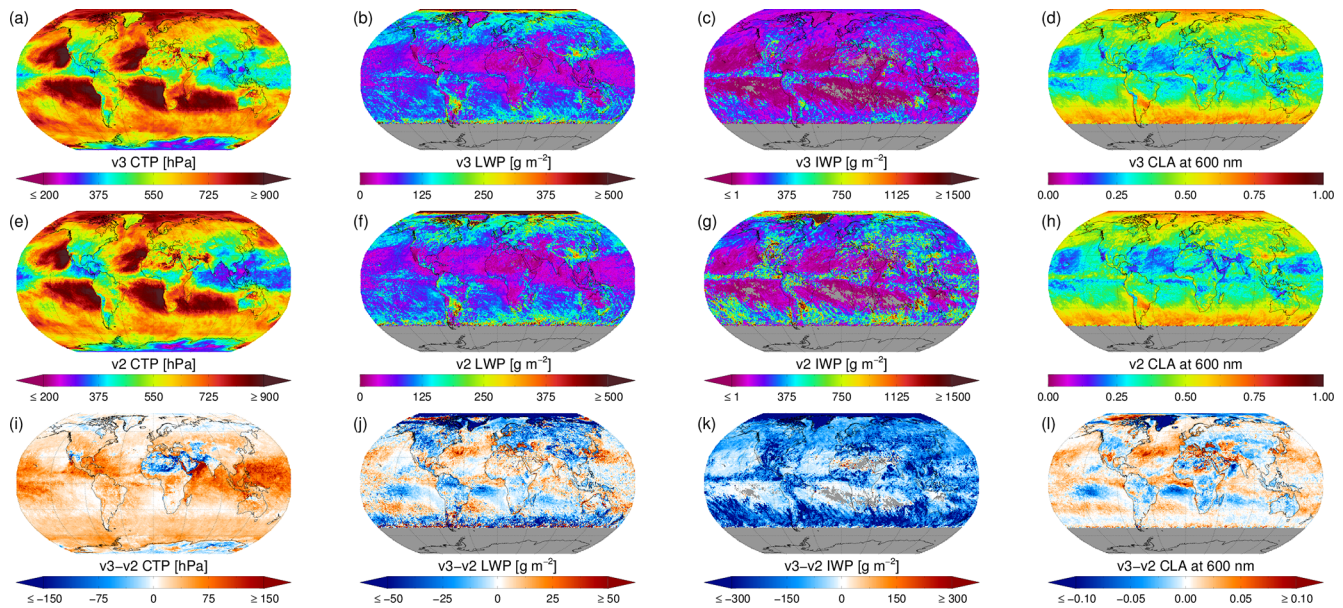 (a) (b) (c) (d)
v3 CTP [hPa] v3 LWP [g m⁻²] v3 IWP [g m⁻²] v3 CLA at 600 nm
≤ 200 375 550 725 ≥ 900 0 125 250 375 ≥ 500 ≤ 1 375 750 1125 ≥ 1500 0.00 0.25 0.50 0.75 1.00
(e) (f) (g) (h)
v2 CTP [hPa] v2 LWP [g m⁻²] v2 IWP [g m⁻²] v2 CLA at 600 nm
≤ 200 375 550 725 ≥ 900 0 125 250 375 ≥ 500 ≤ 1 375 750 1125 ≥ 1500 0.00 0.25 0.50 0.75 1.00
(i) (j) (k) (l)
v3−v2 CTP [hPa] v3−v2 LWP [g m⁻²] v3−v2 IWP [g m⁻²] v3−v2 CLA at 600 nm
≤ −150 −75 0 75 ≥ 150 ≤ −50 −25 0 25 ≥ 50 ≤ −300 −150 0 150 ≥ 300 ≤ −0.10 −0.05 0.00 0.05 ≥ 0.10